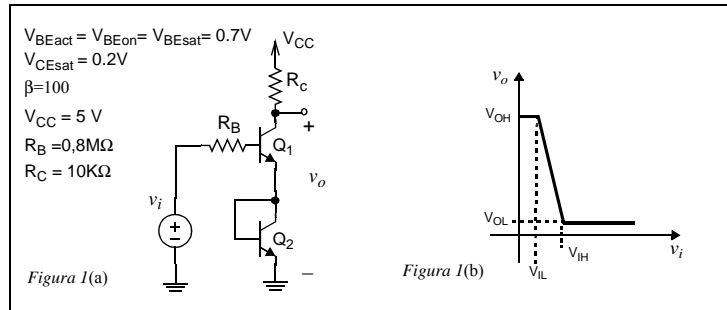 V_BEact = V_BEon= V_BEsat= 0.7V
V_CEsat = 0.2V
β=100
V_CC = 5 V
R_B =0,8MΩ
R_C = 10KΩ
V_CC
R_c
+
R_B
Q_1
v_o
v_i
+
–
Q_2
–
Figura 1(a)
v_o
V_OH
V_OL
V_IL
V_IH
v_i
Figura 1(b)